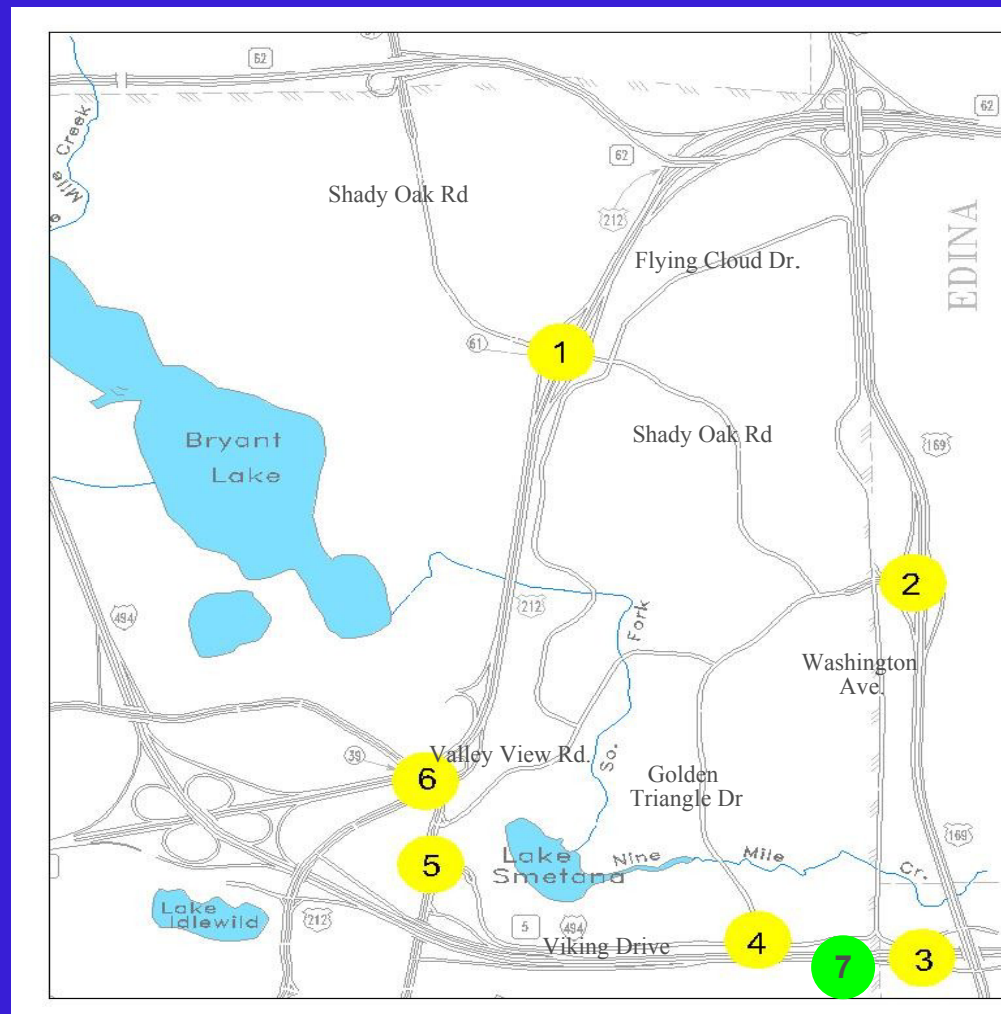 62
62
62
212
e Mile Creek
Shady Oak Rd
EDINA
Flying Cloud Dr.
61
1
Shady Oak Rd
169
Bryant
Lake
2
494
212
Fork
Washington
Ave.
39
Valley View Rd.
6
So.
Golden
Triangle Dr
5
Lake
Smetana
Nine
Mile
Cr.
169
Lake
Idlewild
212
5
494
Viking Drive
4
7
3